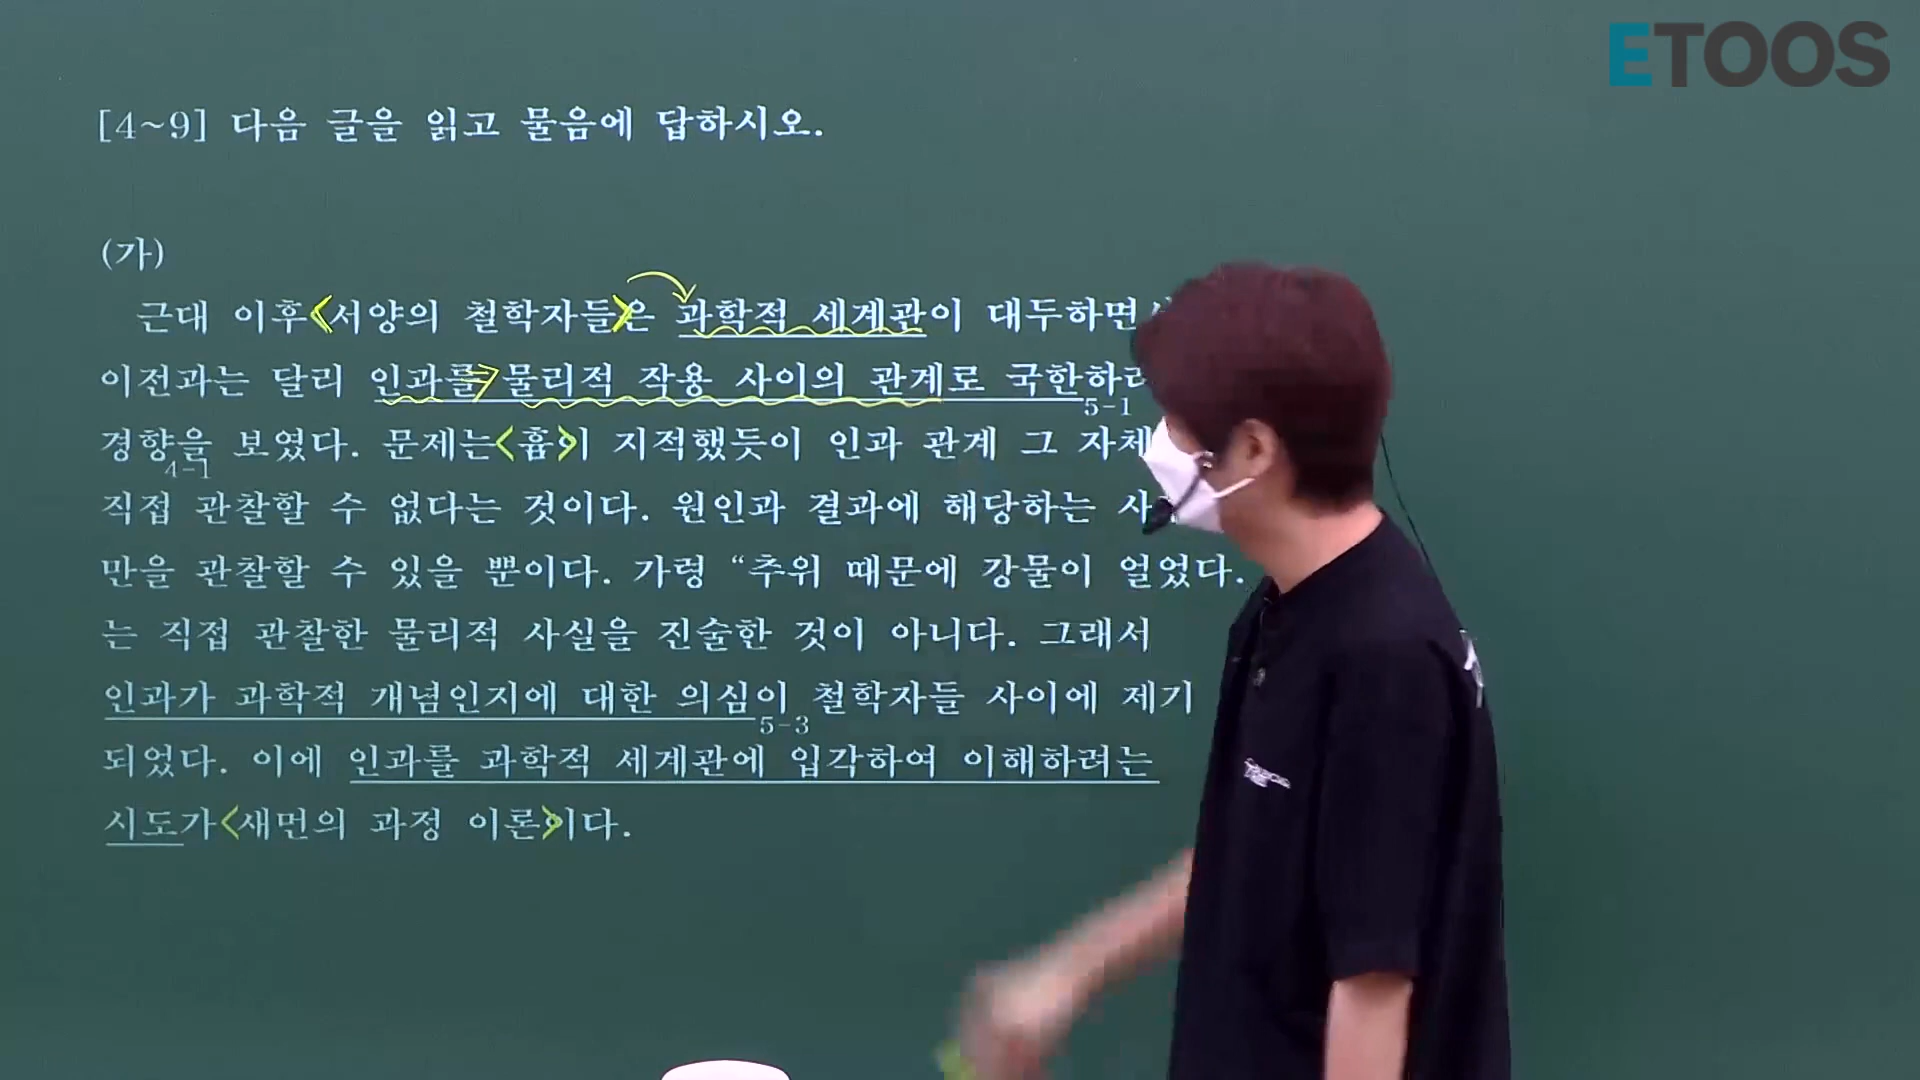 ETOOS
[4~9] 다음 글을 읽고 물음에 답하시오.
(가)
근대 이후<서양의 철학자들>은 과학적 세계관이 대두하면
이전과는 달리 인과를⇒물리적 작용 사이의 관계로 국한하려
5-1
경향을 보였다. 문제는<흄>이 지적했듯이 인과 관계 그 자체
4-1
직접 관찰할 수 없다는 것이다. 원인과 결과에 해당하는
만을 관찰할 수 있을 뿐이다. 가령 “추위 때문에 강물이 얼었다.
는 직접 관찰한 물리적 사실을 진술한 것이 아니다. 그래서
인과가 과학적 개념인지에 대한 의심이 철학자들 사이에 제기
5-3
되었다. 이에 인과를 과학적 세계관에 입각하여 이해하려는
시도가<새먼의 과정 이론>이다.